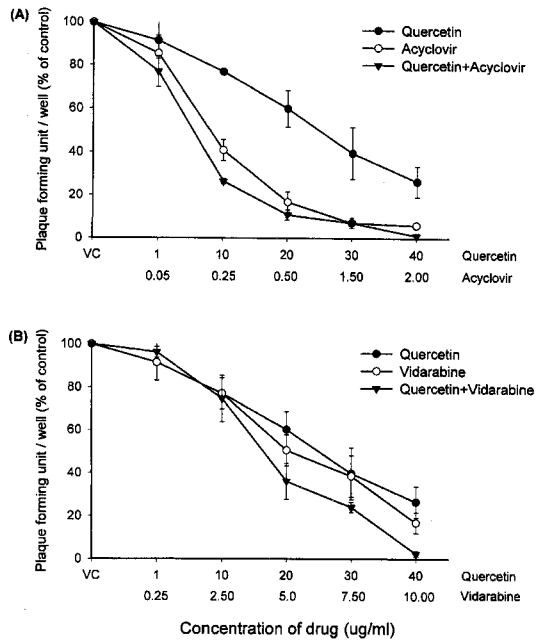 (A)
Plaque forming unit / well (% of control)
100
80
60
40
20
0
Quercetin
Acyclovir
Quercetin+Acyclovir
VC 1 10 20 30 40 Quercetin
0.05 0.25 0.50 1.50 2.00 Acyclovir
(B)
Plaque forming unit / well (% of control)
100
80
60
40
20
0
Quercetin
Vidarabine
Quercetin+Vidarabine
VC 1 10 20 30 40 Quercetin
0.25 2.50 5.0 7.50 10.00 Vidarabine
Concentration of drug (ug/ml)